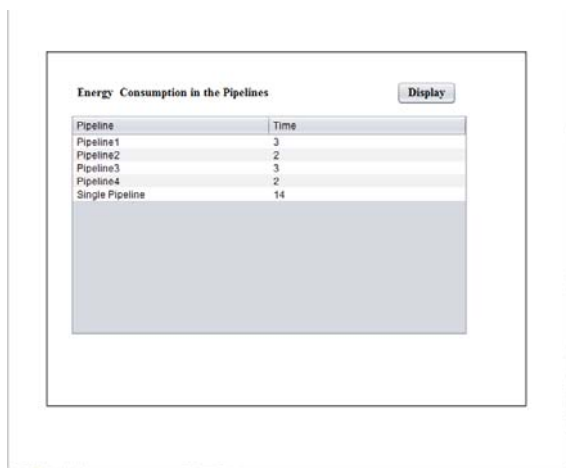 Energy Consumption in the Pipelines Display
Pipeline Time
Pipeline1 3
Pipeline2 2
Pipeline3 3
Pipeline4 2
Single Pipeline 14